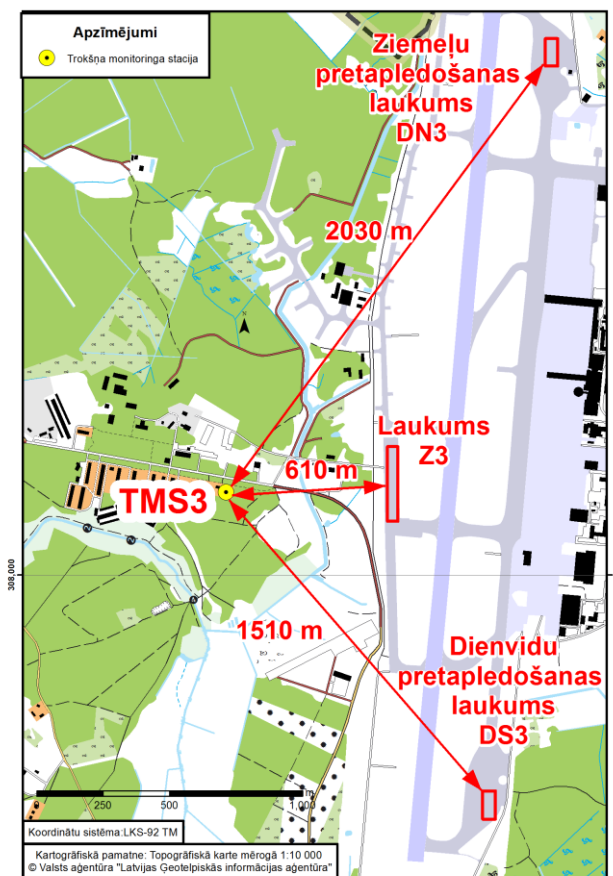 Apzīmējumi
Trokšņa monitoringa stacija
Ziemeļu
pretapledošanas
laukums
DN3
2030 m
N
Laukums
Z3
610 m
TMS3
308,000
1510 m
Dienvidu
pretapledošanas
laukums
DS3
0 250 500 1,000
m
Koordinātu sistēma:LKS-92 TM
Kartogrāfiskā pamatne: Topogrāfiskā karte mērogā 1:10 000
© Valsts aģentūra "Latvijas Ģeotelpiskās informācijas aģentūra"